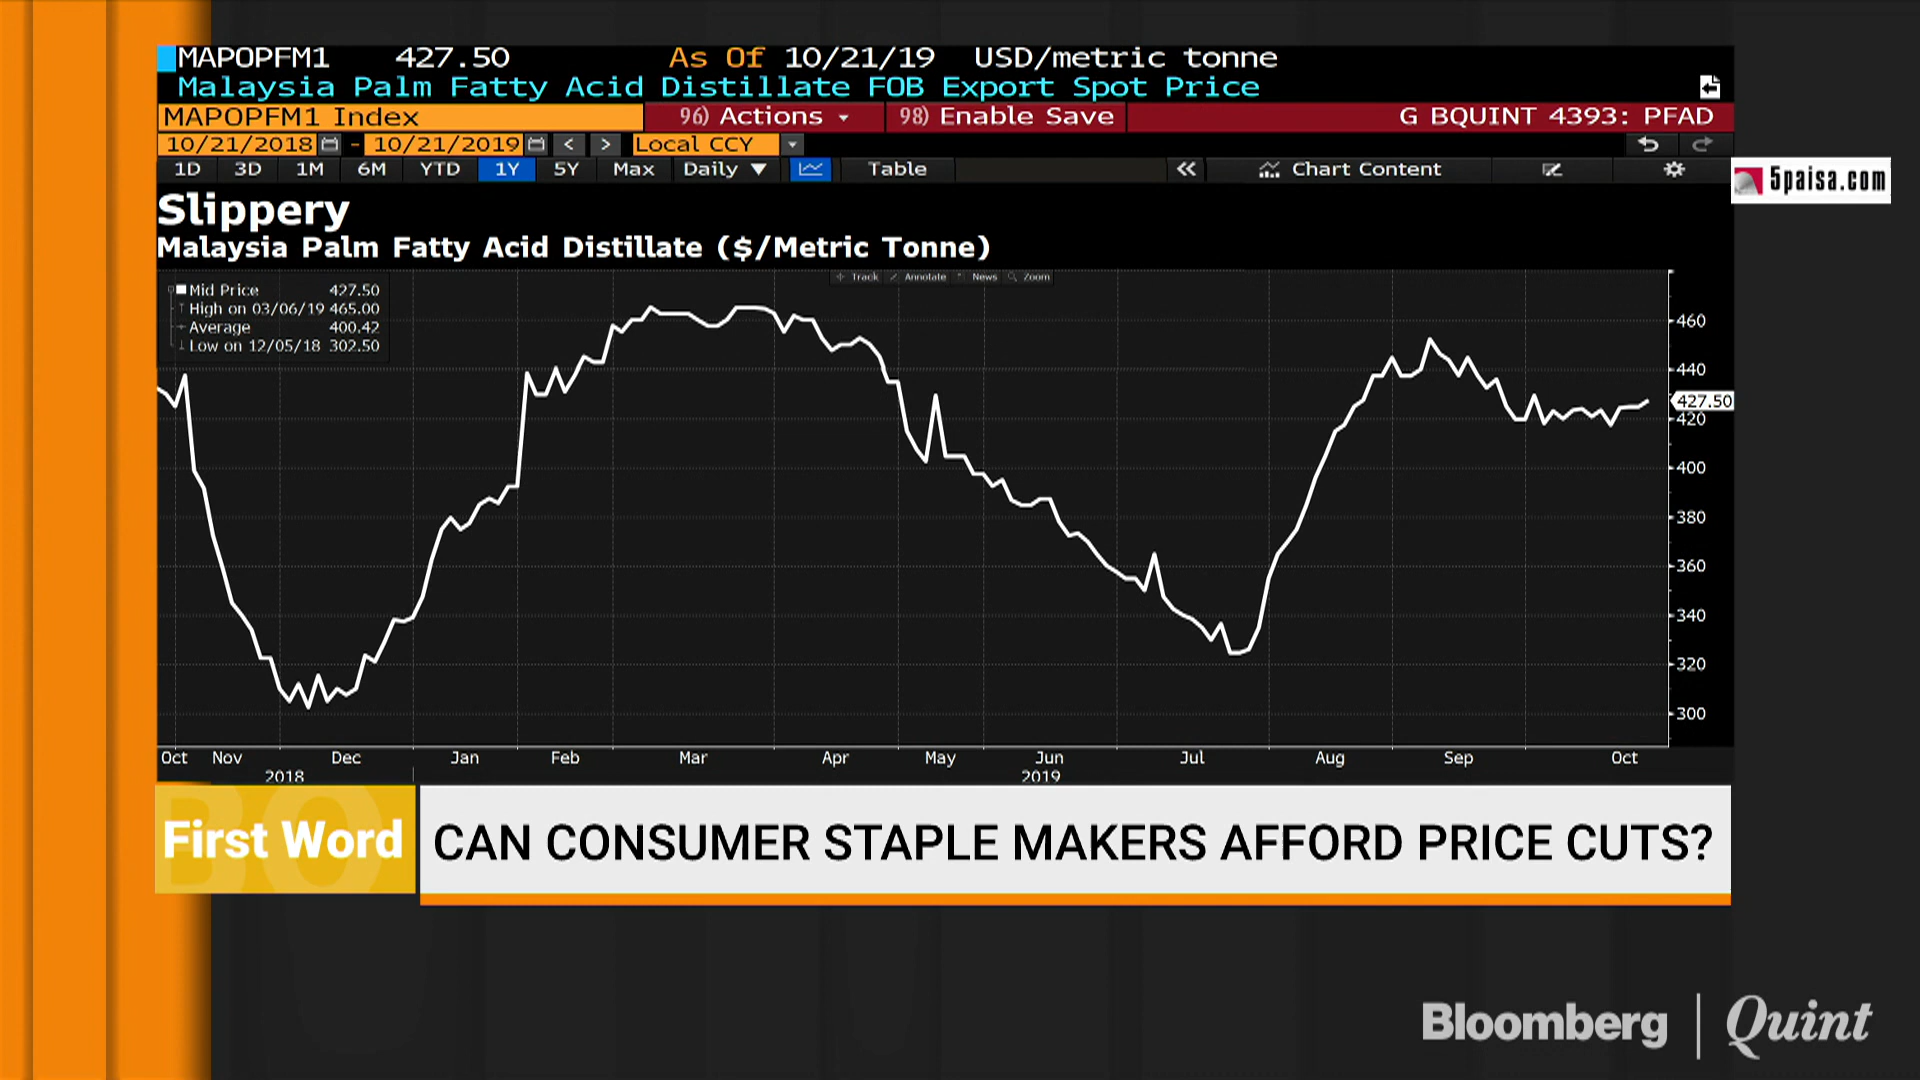 MAPOPFM1 427.50 As Of 10/21/19 USD/metric tonne
Malaysia Palm Fatty Acid Distillate FOB Export Spot Price
MAPOPFM1 Index 96) Actions 98) Enable Save G BQUINT 4393: PFAD
10/21/2018 - 10/21/2019 < > Local CCY
1D 3D 1M 6M YTD 1Y 5Y Max Daily Table Chart Content
5paisa.com
Slippery
Malaysia Palm Fatty Acid Distillate ($/Metric Tonne)
Track Annotate News Zoom
Mid Price 427.50
High on 03/06/19 465.00
Average 400.42
Low on 12/05/18 302.50
460
440
427.50
420
400
380
360
340
320
300
Oct Nov Dec Jan Feb Mar Apr May Jun Jul Aug Sep Oct
2018 2019
First Word CAN CONSUMER STAPLE MAKERS AFFORD PRICE CUTS?
Bloomberg | Quint